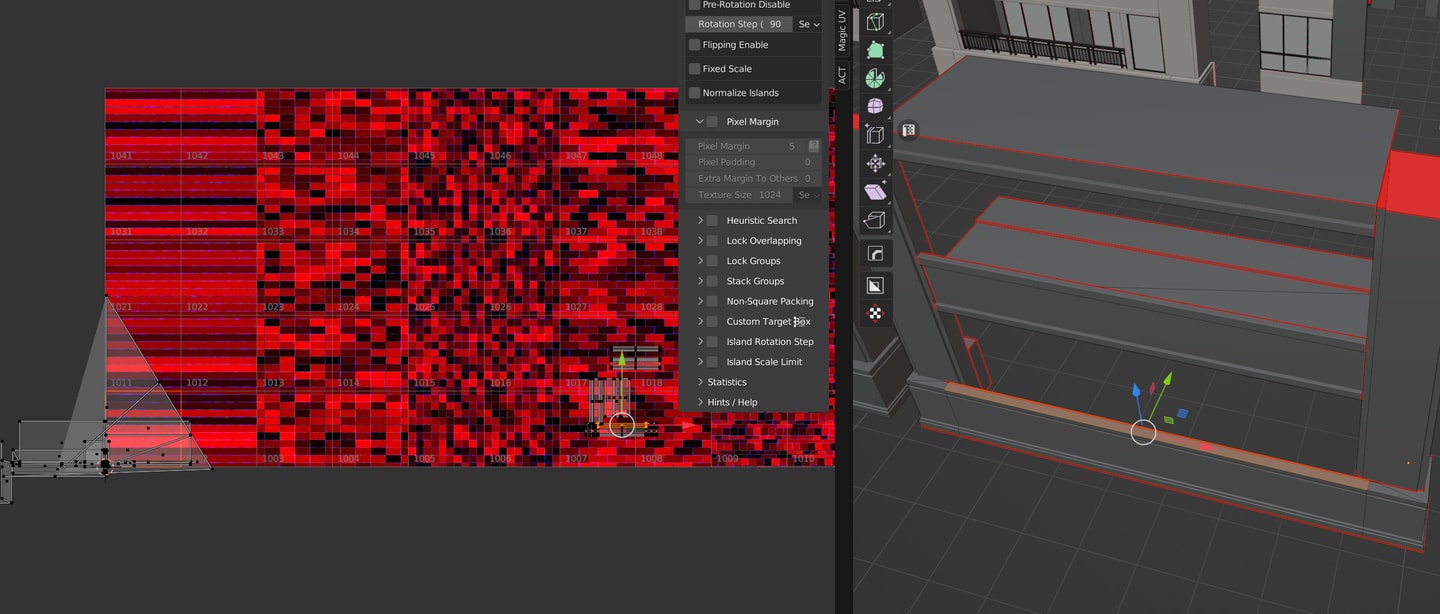 Pre-Rotation Disable
Rotation Step ( 90 Se
Flipping Enable
Fixed Scale
Normalize Islands
Pixel Margin
Pixel Margin 5
Pixel Padding 0
Extra Margin To Others 0
Texture Size 1024 Se
Heuristic Search
Lock Overlapping
Lock Groups
Stack Groups
Non-Square Packing
Custom Target Box
Island Rotation Step
Island Scale Limit
Statistics
Hints / Help
Magic UV
ACT
1041 1042 1043 1044 1045 1046 1047 1048
1031 1032 1033 1034 1035 1036 1037 1038
1021 1022 1023 1024 1025 1026 1027 1028
1011 1012 1013 1014 1015 1016 1017 1018
1003 1004 1005 1006 1007 1008 1009 1010